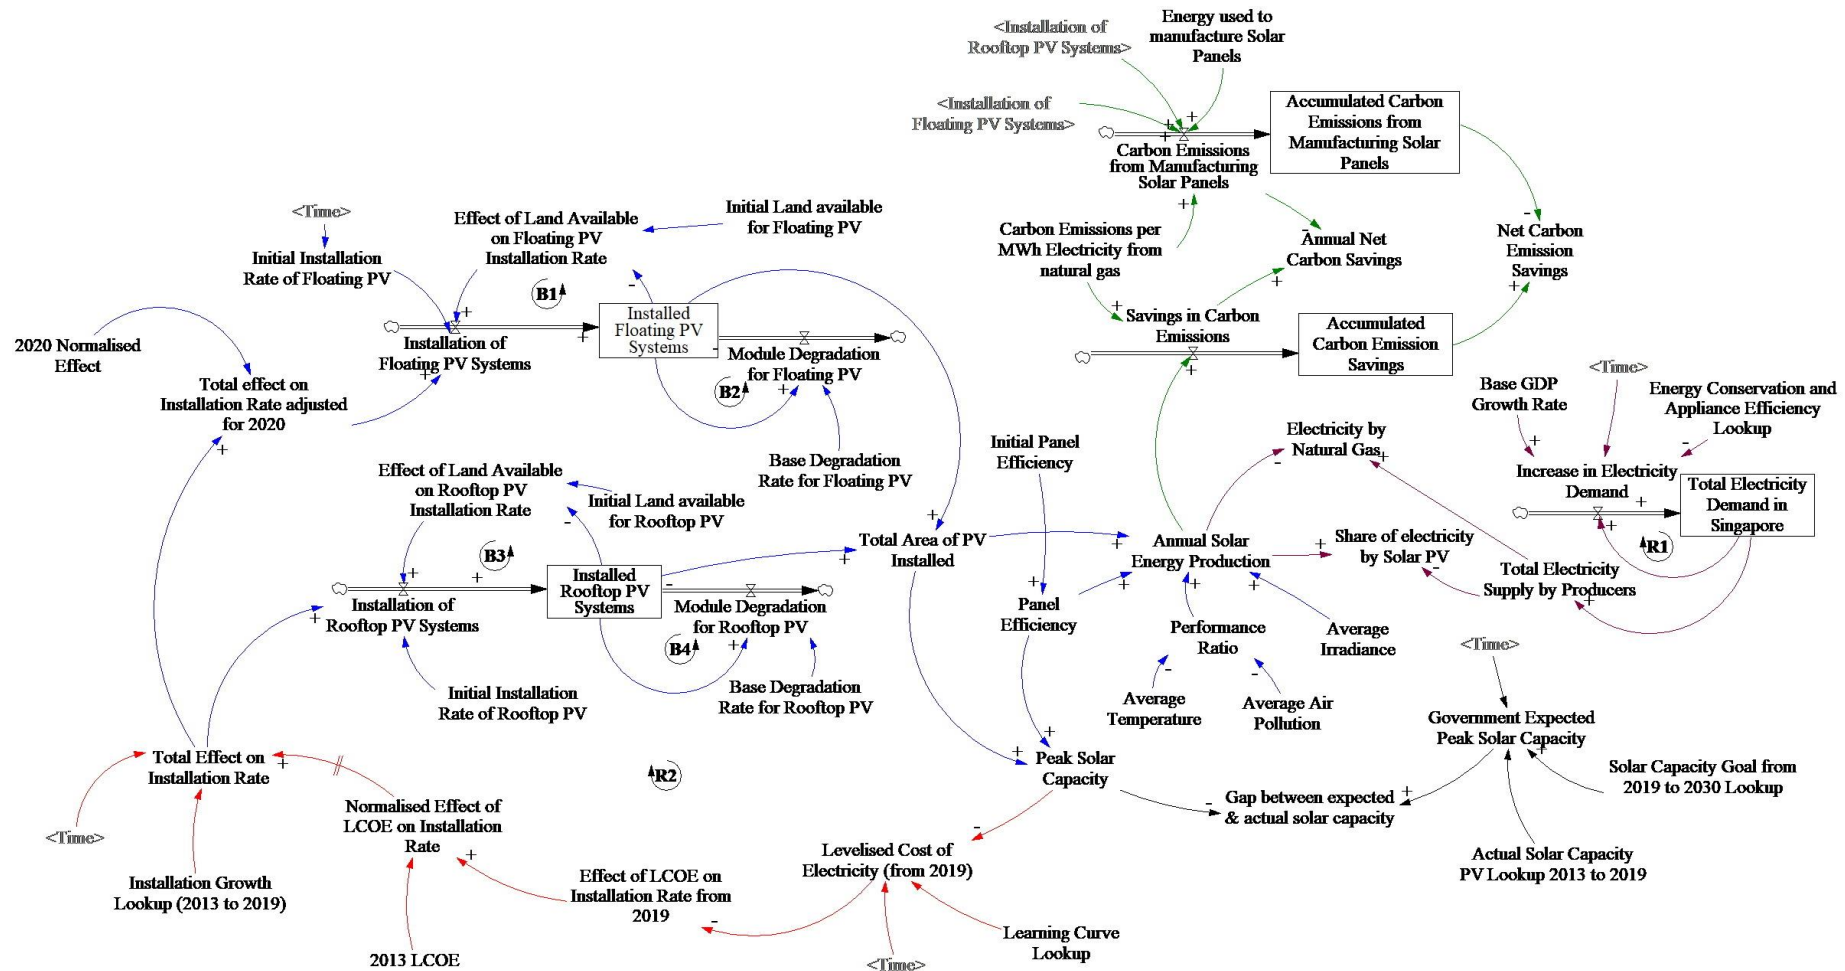 <Installation of
Rooftop PV Systems>
Energy used to
manufacture Solar
Panels
<Installation of
Floating PV Systems>
Accumulated Carbon
Emissions from
Manufacturing Solar
Panels
Carbon Emissions
from Manufacturing
Solar Panels
<Time>
Initial Installation
Rate of Floating PV
Effect of Land Available
on Floating PV
Installation Rate
Initial Land available
for Floating PV
Carbon Emissions per
MWh Electricity from
natural gas
Annual Net
Carbon Savings
Net Carbon
Emission
Savings
B1
Installed
Floating PV
Systems
Installation of
Floating PV Systems
Module Degradation
for Floating PV
B2
Savings in Carbon
Emissions
Accumulated
Carbon Emission
Savings
2020 Normalised
Effect
Total effect on
Installation Rate adjusted
for 2020
Base Degradation
Rate for Floating PV
Initial Panel
Efficiency
Electricity by
Natural Gas
Base GDP
Growth Rate
<Time>
Energy Conservation and
Appliance Efficiency
Lookup
Increase in Electricity
Demand
Total Electricity
Demand in
Singapore
R1
Effect of Land Available
on Rooftop PV
Installation Rate
Initial Land available
for Rooftop PV
B3
Installed
Rooftop PV
Systems
Installation of
Rooftop PV Systems
Module Degradation
for Rooftop PV
B4
Initial Installation
Rate of Rooftop PV
Base Degradation
Rate for Rooftop PV
Total Area of PV
Installed
Annual Solar
Energy Production
Share of electricity
by Solar PV
Total Electricity
Supply by Producers
Panel
Efficiency
Performance
Ratio
Average
Irradiance
Average
Temperature
Average Air
Pollution
<Time>
Government Expected
Peak Solar Capacity
Total Effect on
Installation Rate
R2
Peak Solar
Capacity
Solar Capacity Goal from
2019 to 2030 Lookup
Gap between expected
& actual solar capacity
Normalised Effect of
LCOE on Installation
Rate
<Time>
Installation Growth
Lookup (2013 to 2019)
Effect of LCOE on
Installation Rate from
2019
Levelised Cost of
Electricity (from 2019)
Actual Solar Capacity
PV Lookup 2013 to 2019
2013 LCOE
<Time>
Learning Curve
Lookup